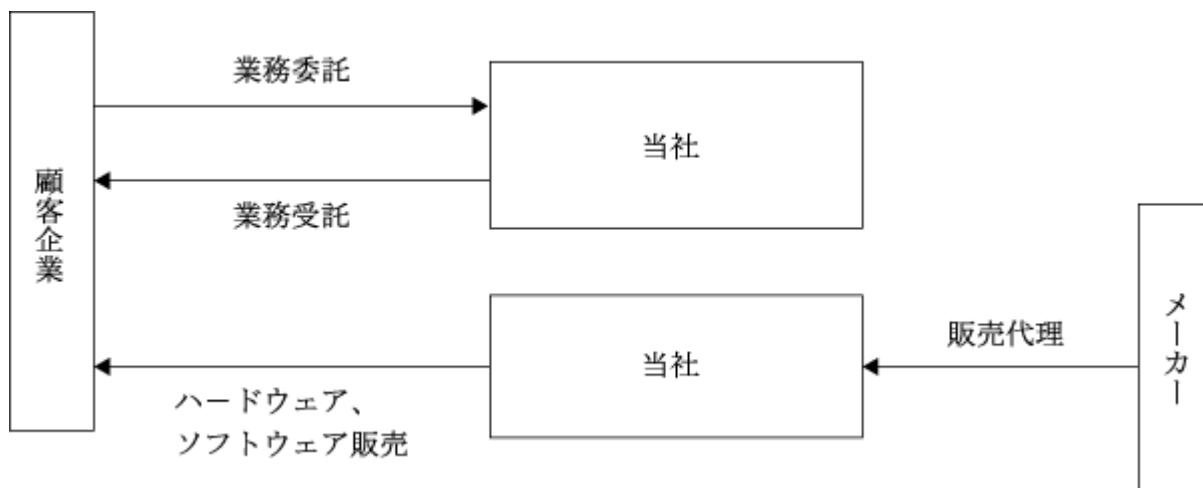 業務委託
当社
業務受託
顧客企業
メーカー
販売代理
当社
ハードウェア、
ソフトウェア販売